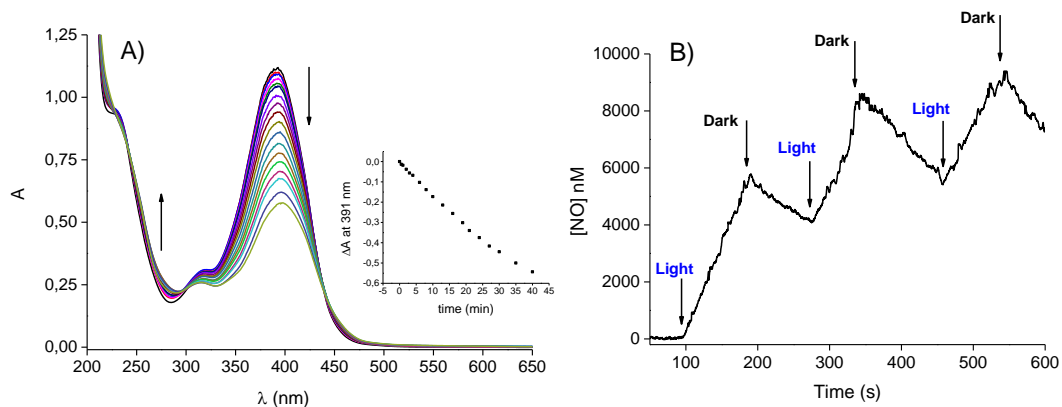 A)
1,25
1,00
0,75
0,50
0,25
0,00
A
200 250 300 350 400 450 500 550 600 650
λ (nm)
0,0
-0,1
-0,2
-0,3
-0,4
-0,5
-0,6
ΔA at 391 nm
-5 0 5 10 15 20 25 30 35 40 45
time (min)
B)
10000
8000
6000
4000
2000
0
[NO] nM
Light
Dark
Light
Dark
Light
Dark
100 200 300 400 500 600
Time (s)